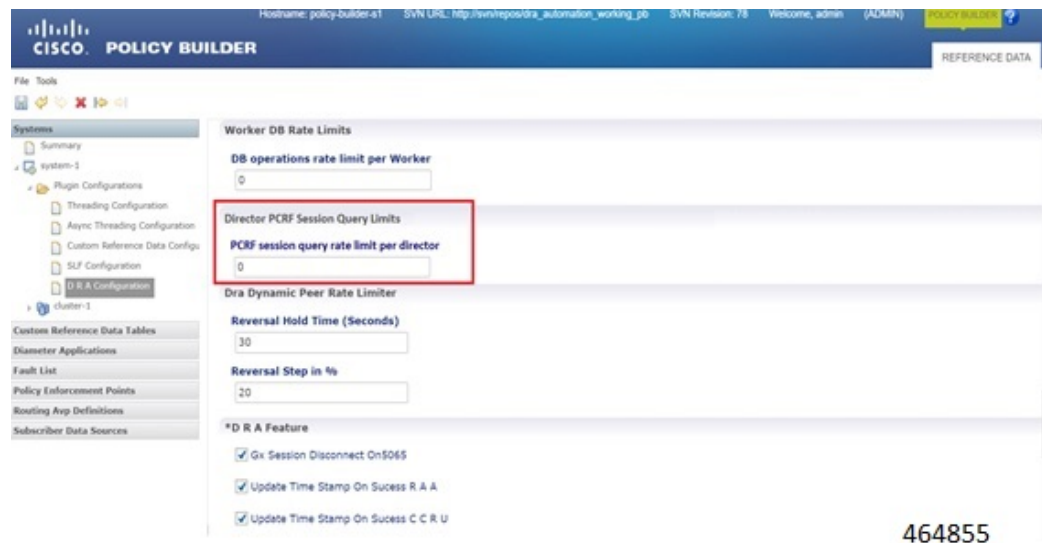 Hostname: policy-builder-s1 SVN URL: http://svn/repos/dra_automation_working_pb SVN Revision: 78 Welcome, admin (ADMIN) POLICY BUILDER ?
CISCO. POLICY BUILDER
REFERENCE DATA
File Tools
Systems
Summary
system-1
Plugin Configurations
Threading Configuration
Async Threading Configuration
Custom Reference Data Configu
SLF Configuration
D R A Configuration
cluster-1
Custom Reference Data Tables
Diameter Applications
Fault List
Policy Enforcement Points
Routing Avp Definitions
Subscriber Data Sources
Worker DB Rate Limits
DB operations rate limit per Worker
0
Director PCRF Session Query Limits
PCRF session query rate limit per director
0
Dra Dynamic Peer Rate Limiter
Reversal Hold Time (Seconds)
30
Reversal Step in %
20
*D R A Feature
Gx Session Disconnect On5065
Update Time Stamp On Sucess R A A
Update Time Stamp On Sucess C C R U
464855